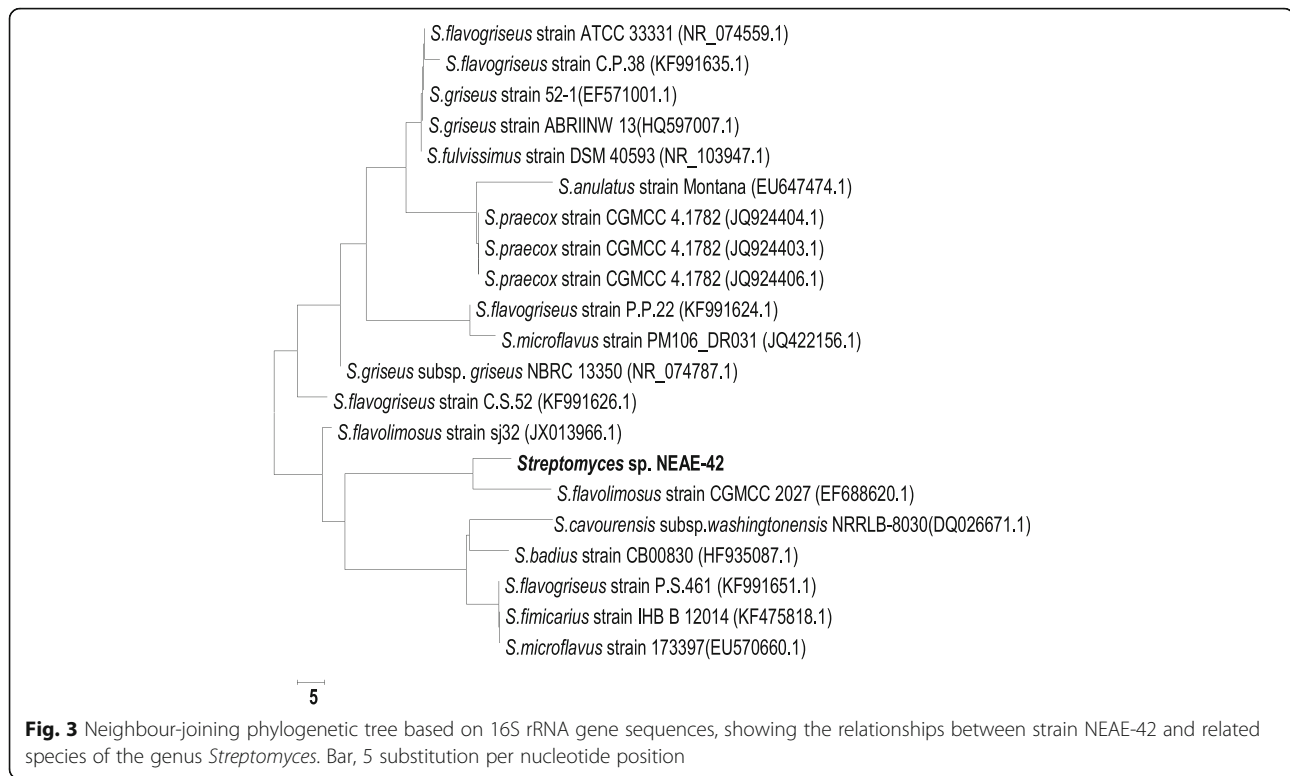 S.flavogriseus strain ATCC 33331 (NR_074559.1)
S.flavogriseus strain C.P.38 (KF991635.1)
S.griseus strain 52-1(EF571001.1)
S.griseus strain ABRIINW 13(HQ597007.1)
S.fulvissimus strain DSM 40593 (NR_103947.1)
S.anulatus strain Montana (EU647474.1)
S.praecox strain CGMCC 4.1782 (JQ924404.1)
S.praecox strain CGMCC 4.1782 (JQ924403.1)
S.praecox strain CGMCC 4.1782 (JQ924406.1)
S.flavogriseus strain P.P.22 (KF991624.1)
S.microflavus strain PM106_DR031 (JQ422156.1)
S.griseus subsp. griseus NBRC 13350 (NR_074787.1)
S.flavogriseus strain C.S.52 (KF991626.1)
S.flavolimosus strain sj32 (JX013966.1)
Streptomyces sp. NEAE-42
S.flavolimosus strain CGMCC 2027 (EF688620.1)
S.cavourensis subsp.washingtonensis NRRLB-8030(DQ026671.1)
S.badius strain CB00830 (HF935087.1)
S.flavogriseus strain P.S.461 (KF991651.1)
S.fimicarius strain IHB B 12014 (KF475818.1)
S.microflavus strain 173397(EU570660.1)
5
Fig. 3 Neighbour-joining phylogenetic tree based on 16S rRNA gene sequences, showing the relationships between strain NEAE-42 and related
species of the genus Streptomyces. Bar, 5 substitution per nucleotide position